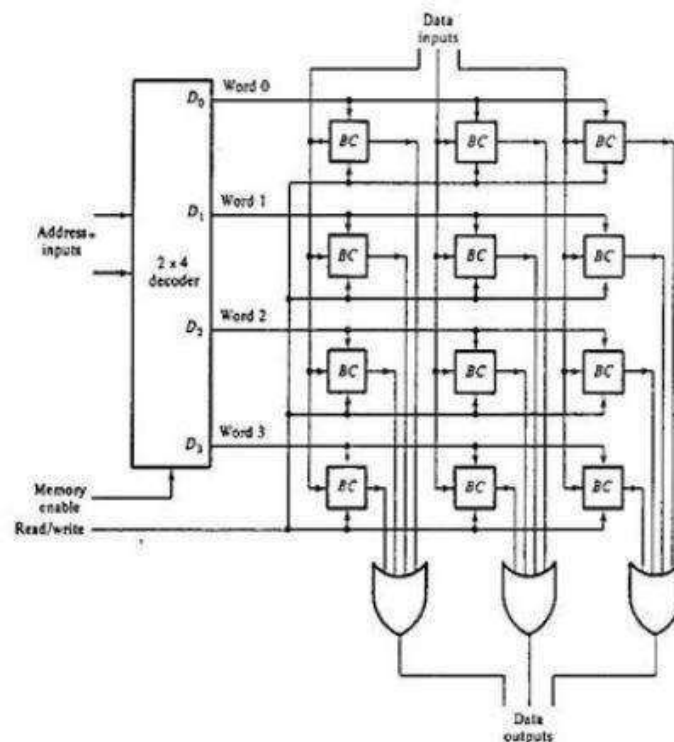 Data
inputs
D₀ Word 0
BC BC BC
D₁ Word 1
Address
inputs
2 x 4
decoder
BC BC BC
D₂ Word 2
BC BC BC
D₃ Word 3
Memory
enable
BC BC BC
Read/write
Data
outputs